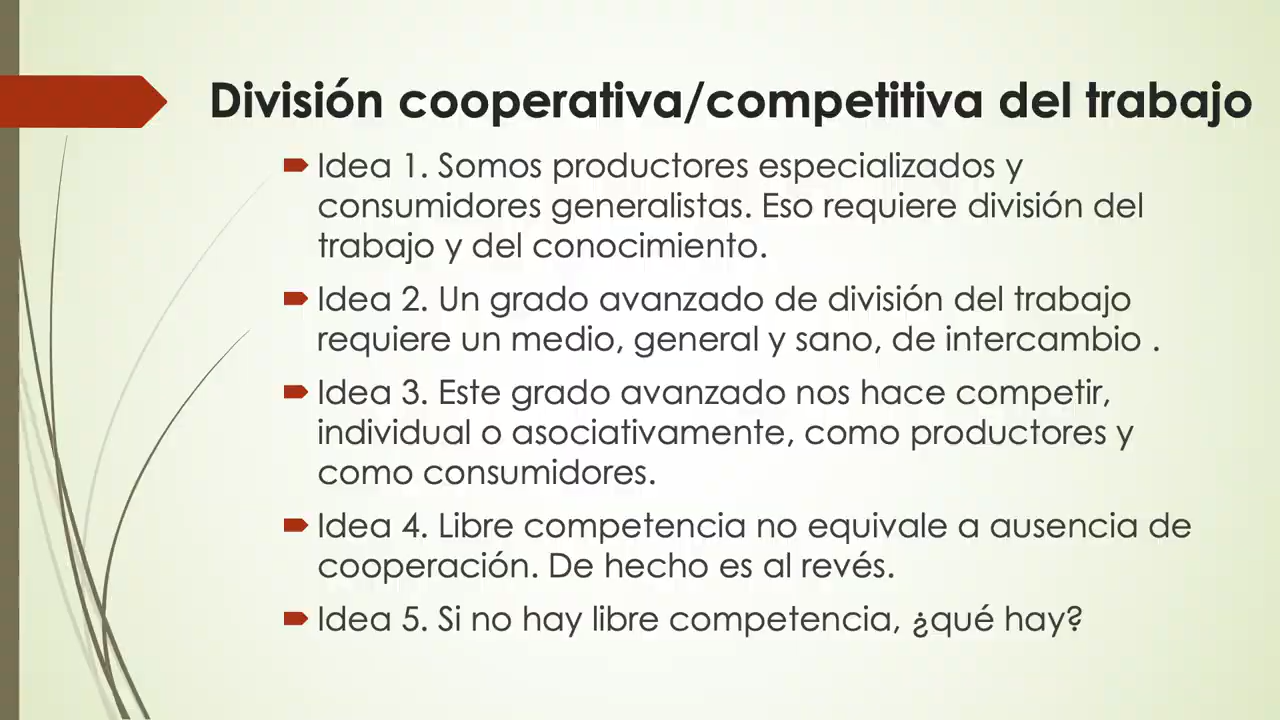 División cooperativa/competitiva del trabajo
Idea 1. Somos productores especializados y
consumidores generalistas. Eso requiere división del
trabajo y del conocimiento.
Idea 2. Un grado avanzado de división del trabajo
requiere un medio, general y sano, de intercambio .
Idea 3. Este grado avanzado nos hace competir,
individual o asociativamente, como productores y
como consumidores.
Idea 4. Libre competencia no equivale a ausencia de
cooperación. De hecho es al revés.
Idea 5. Si no hay libre competencia, ¿qué hay?